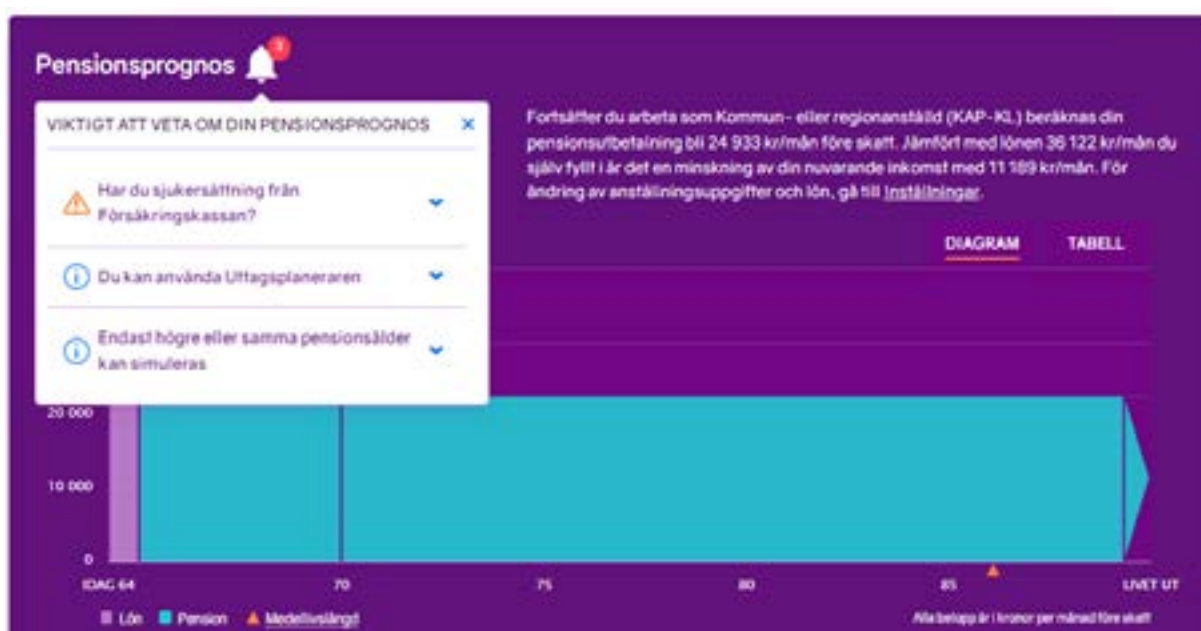 Pensionsprognos
3
VIKTIGT ATT VETA OM DIN PENSIONSPROGNOS ×
Har du sjukersättning från
Försäkringskassan?
Du kan använda Uttagsplaneraren
Endast högre eller samma pensionsålder
kan simuleras
Fortsätter du arbeta som Kommun- eller regionanställd (KAP-KL) beräknas din
pensionsutbetalning bli 24 933 kr/mån före skatt. Jämfört med lönen 36 122 kr/mån du
själv fyllt i är det en minskning av din nuvarande inkomst med 11 189 kr/mån. För
ändring av anställningsuppgifter och lön, gå till Inställningar.
DIAGRAM TABELL
20 000
10 000
0
IDAG 64 70 75 80 85 LIVET UT
Lön Pension Medellivslängd Alla belopp är i kronor per månad före skatt